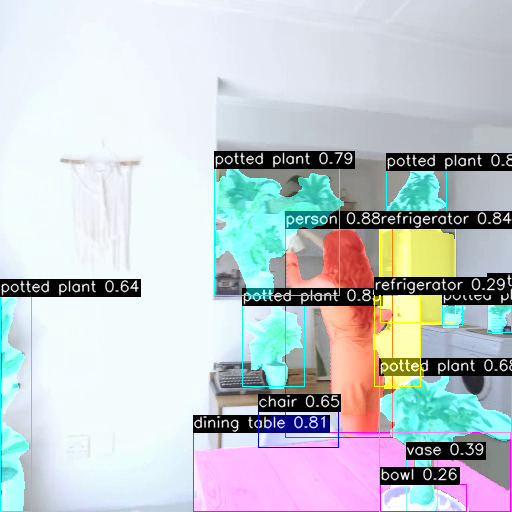 potted plant 0.79
potted plant 0.8
person 0.88
refrigerator 0.84
potted plant 0.64
refrigerator 0.29
potted plant 0.8
potted pl
potted plant 0.68
chair 0.65
dining table 0.81
vase 0.39
bowl 0.26